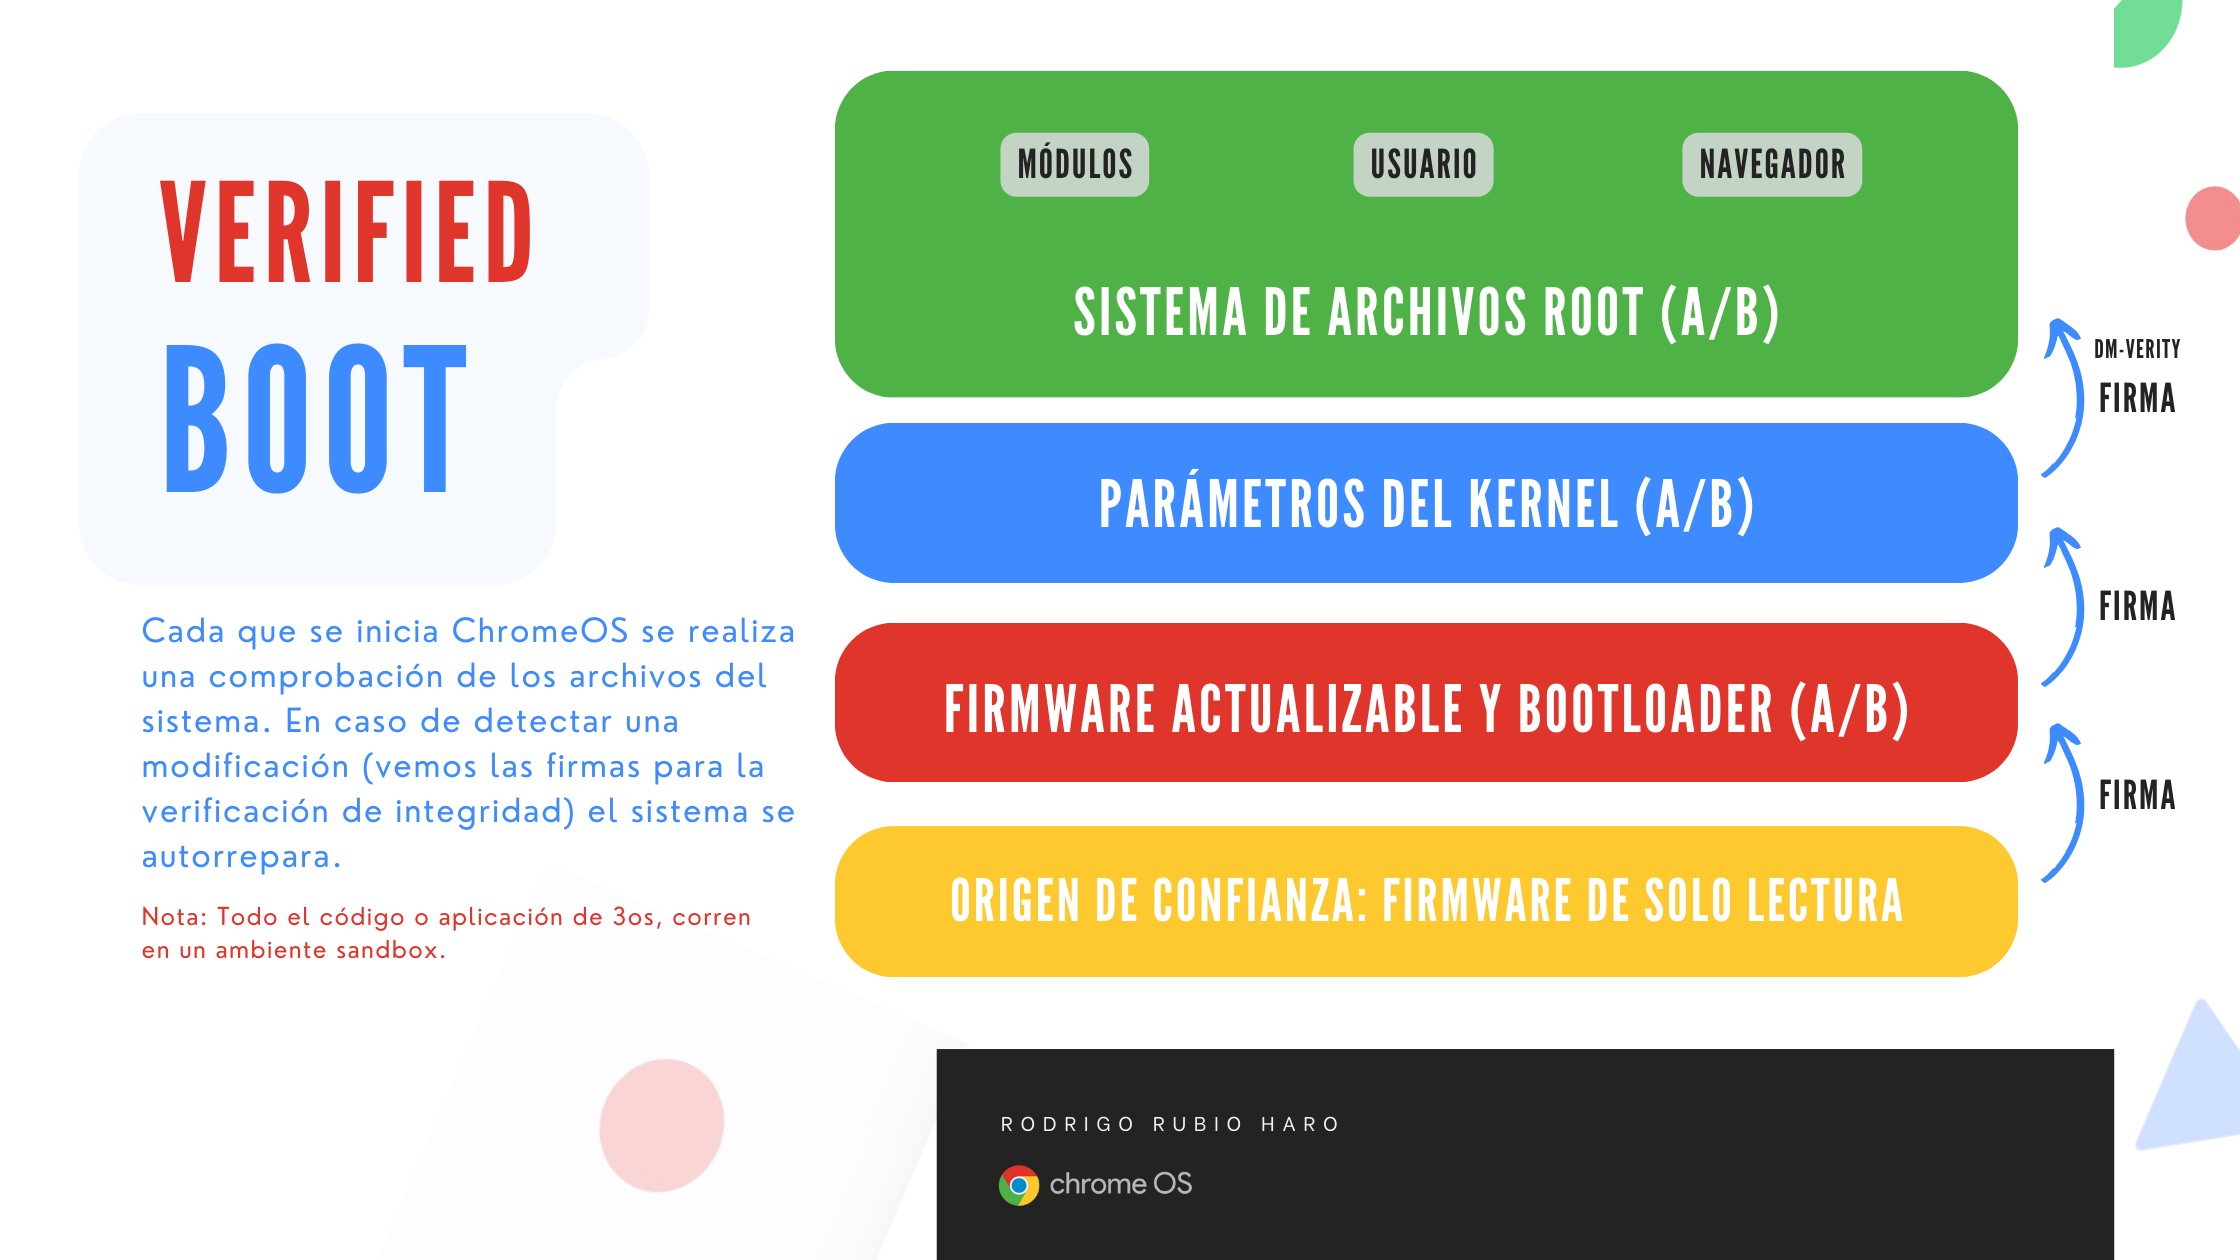 VERIFIED
BOOT
Cada que se inicia ChromeOS se realiza
una comprobación de los archivos del
sistema. En caso de detectar una
modificación (vemos las firmas para la
verificación de integridad) el sistema se
autorrepara.
Nota: Todo el código o aplicación de 3os, corren
en un ambiente sandbox.
MÓDULOS
USUARIO
NAVEGADOR
SISTEMA DE ARCHIVOS ROOT (A/B)
DM-VERITY
FIRMA
PARÁMETROS DEL KERNEL (A/B)
FIRMA
FIRMWARE ACTUALIZABLE Y BOOTLOADER (A/B)
FIRMA
ORIGEN DE CONFIANZA: FIRMWARE DE SOLO LECTURA
RODRIGO RUBIO HARO
chrome OS